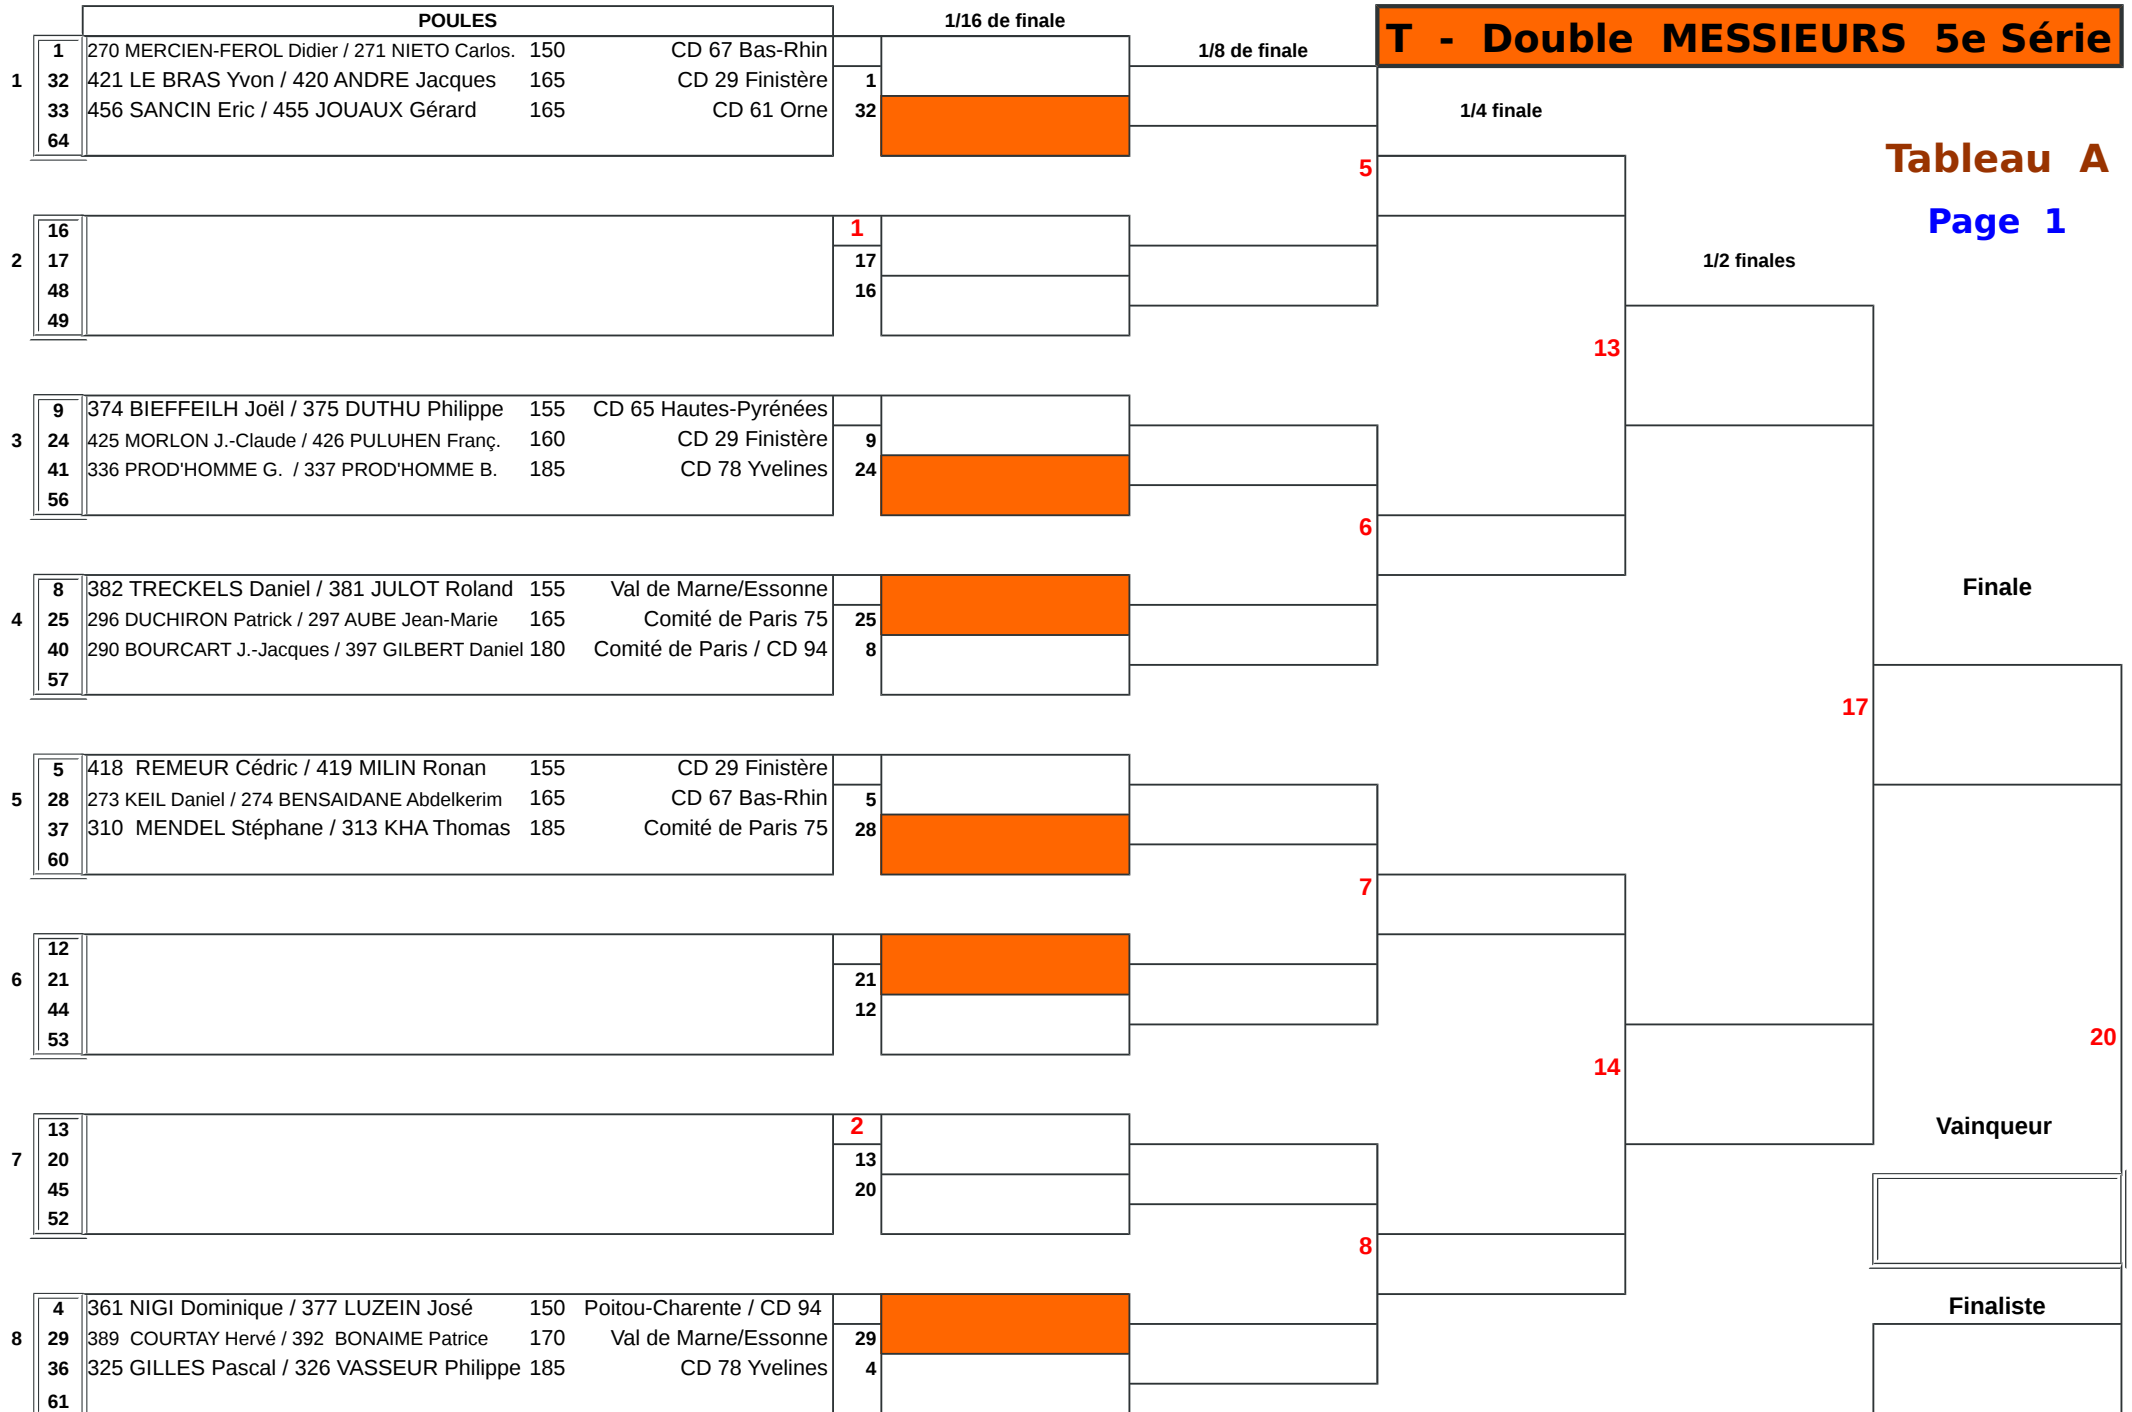 POULES 1/16 de finale
T - Double MESSIEURS 5e Série
1 270 MERCIEN-FEROL Didier / 271 NIETO Carlos. 150 CD 67 Bas-Rhin 1/8 de finale
1 32 421 LE BRAS Yvon / 420 ANDRE Jacques 165 CD 29 Finistère 1
33 456 SANCIN Eric / 455 JOUAUX Gérard 165 CD 61 Orne 32 1/4 finale
64
Tableau A
5
Page 1
16 1
2 17 17 1/2 finales
48 16
49
13
9 374 BIEFFEILH Joël / 375 DUTHU Philippe 155 CD 65 Hautes-Pyrénées
3 24 425 MORLON J.-Claude / 426 PULUHEN Franç. 160 CD 29 Finistère 9
41 336 PROD'HOMME G. / 337 PROD'HOMME B. 185 CD 78 Yvelines 24
56
6
8 382 TRECKELS Daniel / 381 JULOT Roland 155 Val de Marne/Essonne Finale
4 25 296 DUCHIRON Patrick / 297 AUBE Jean-Marie 165 Comité de Paris 75 25
40 290 BOURCART J.-Jacques / 397 GILBERT Daniel 180 Comité de Paris / CD 94 8
57
17
5 418 REMEUR Cédric / 419 MILIN Ronan 155 CD 29 Finistère
5 28 273 KEIL Daniel / 274 BENSAIDANE Abdelkerim 165 CD 67 Bas-Rhin 5
37 310 MENDEL Stéphane / 313 KHA Thomas 185 Comité de Paris 75 28
60
7
12
6 21 21
44 12
53 20
14
13 2 Vainqueur
7 20 13
45 20
52
8
4 361 NIGI Dominique / 377 LUZEIN José 150 Poitou-Charente / CD 94 Finaliste
8 29 389 COURTAY Hervé / 392 BONAIME Patrice 170 Val de Marne/Essonne 29
36 325 GILLES Pascal / 326 VASSEUR Philippe 185 CD 78 Yvelines 4
61